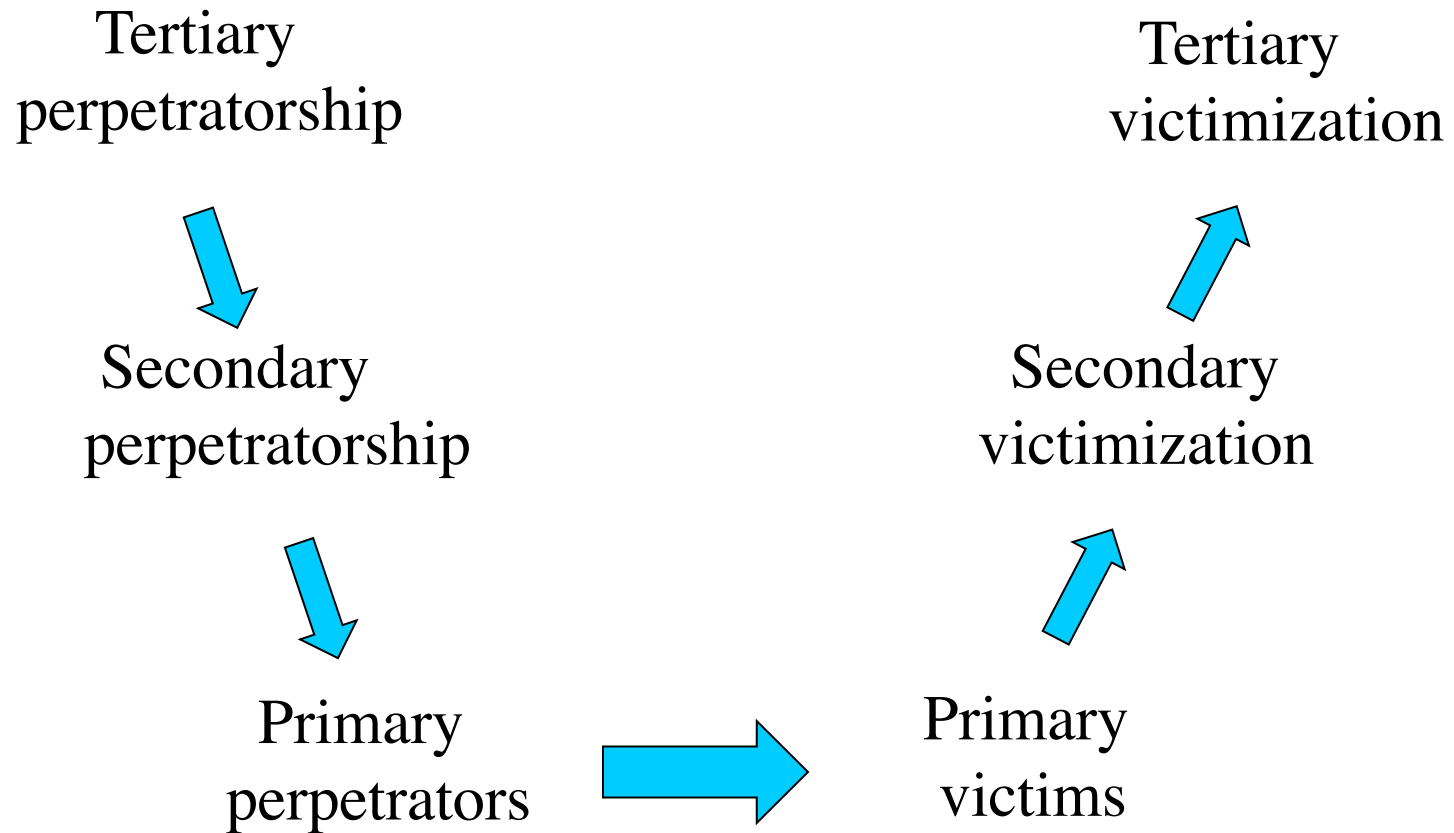 Tertiary
perpetratorship
Tertiary
victimization
Secondary
perpetratorship
Secondary
victimization
Primary
perpetrators
Primary
victims